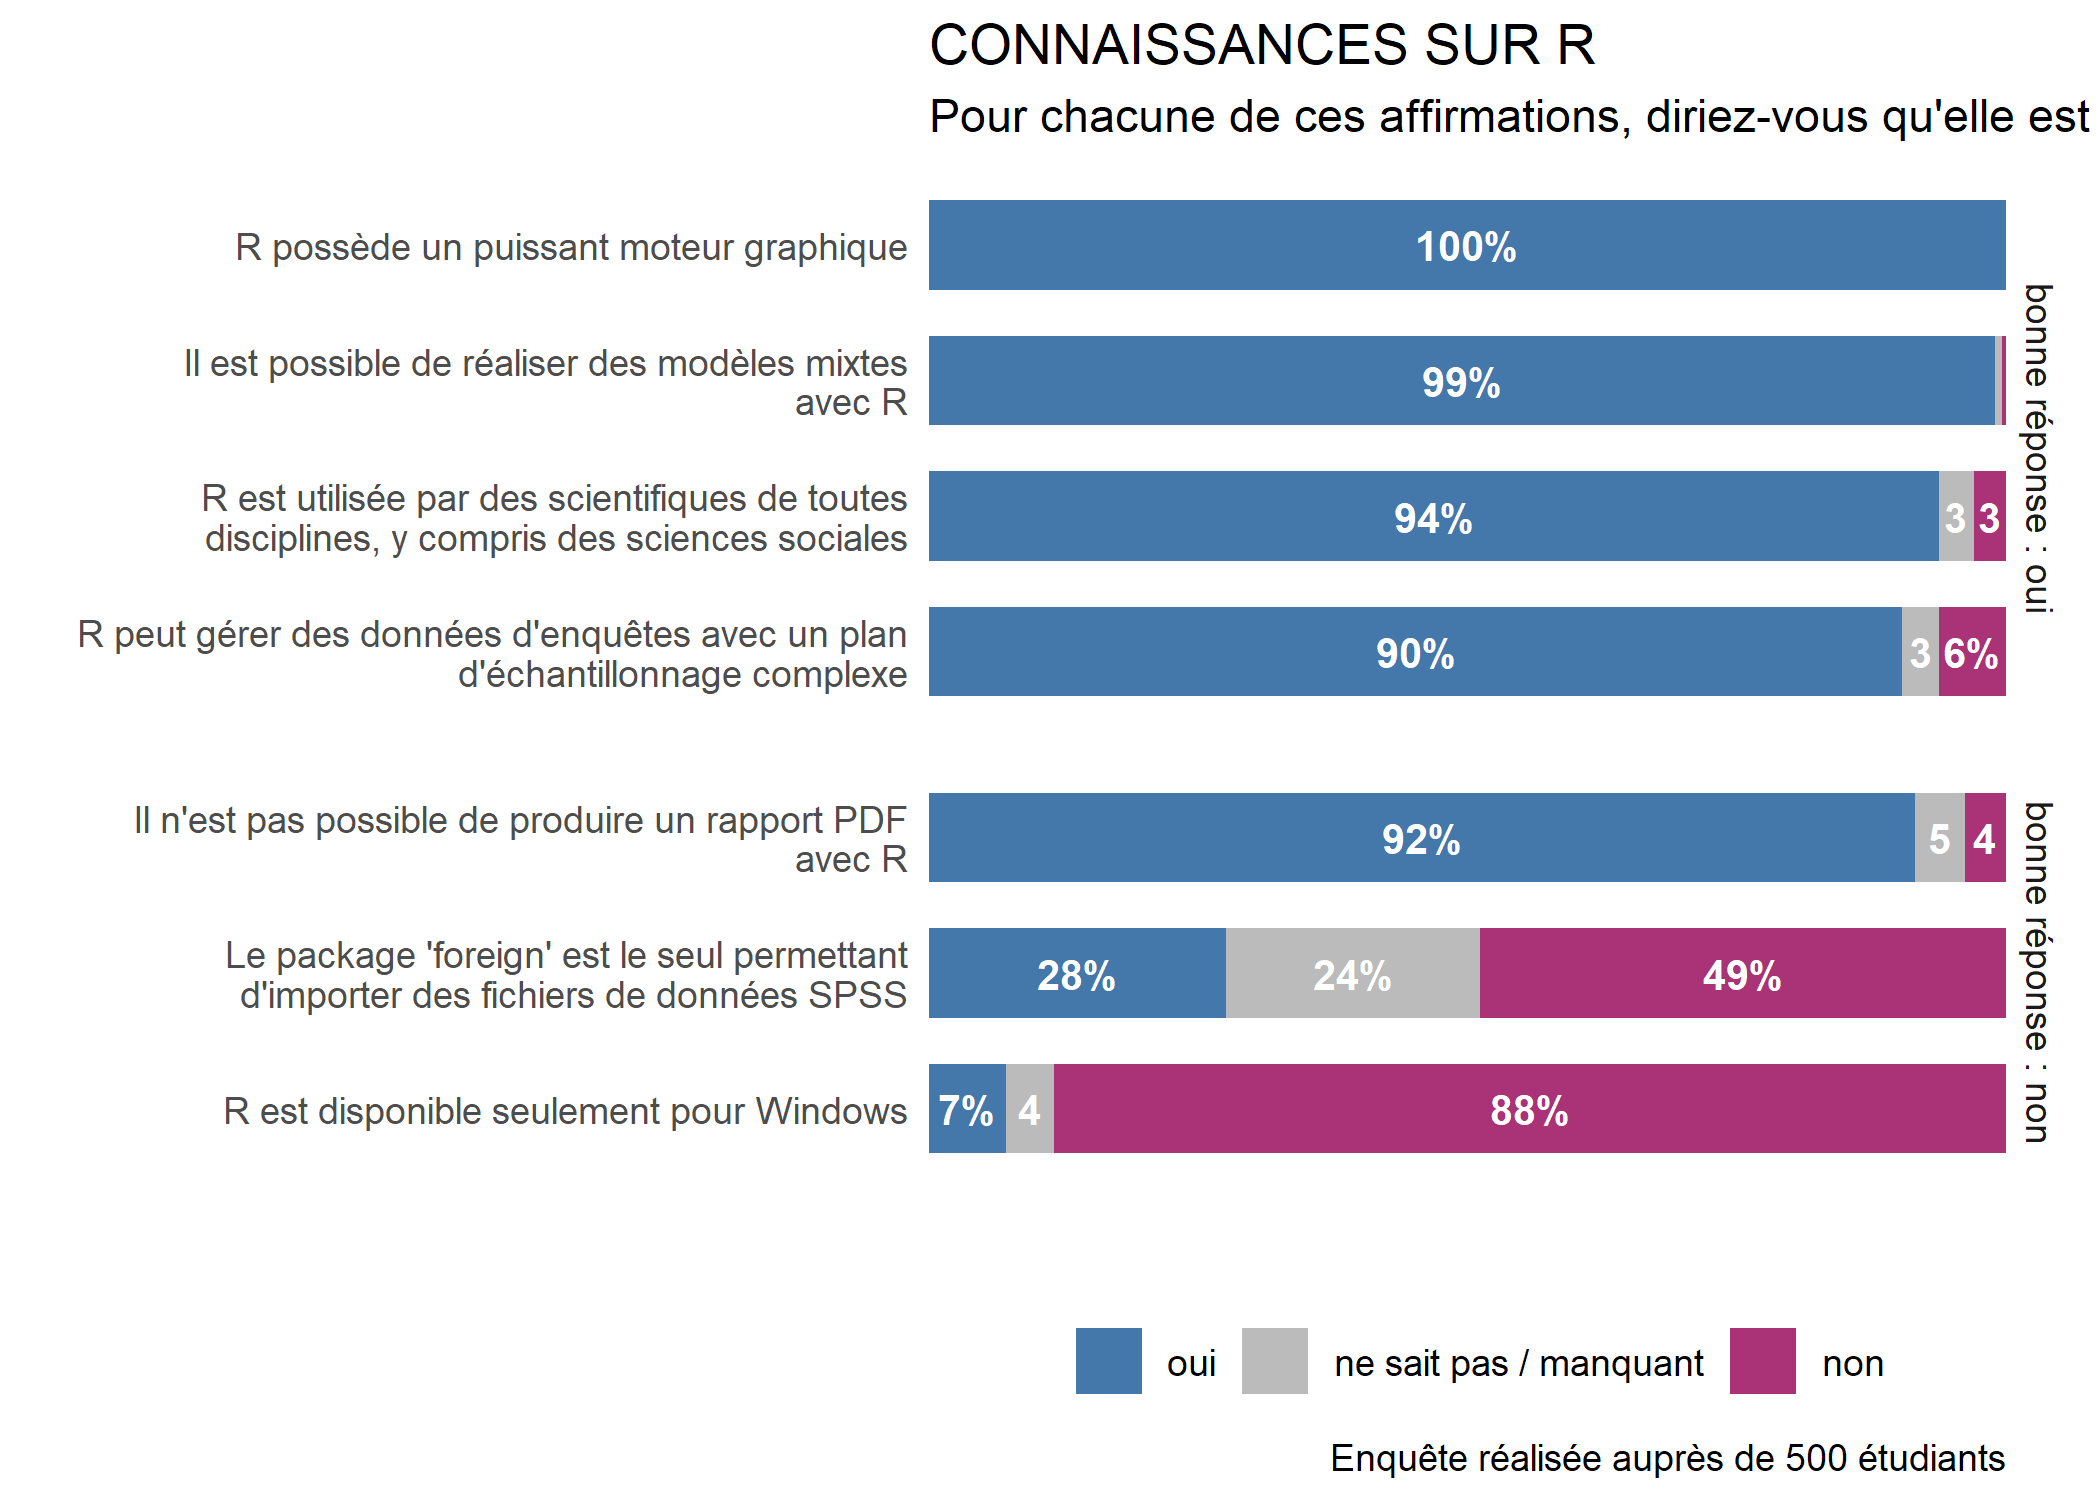 CONNAISSANCES SUR R
Pour chacune de ces affirmations, diriez-vous qu'elle est
R possède un puissant moteur graphique
100%
Il est possible de réaliser des modèles mixtes
avec R
99%
R est utilisée par des scientifiques de toutes
disciplines, y compris des sciences sociales
94%
3
3
R peut gérer des données d'enquêtes avec un plan
d'échantillonnage complexe
90%
3
6%
bonne réponse : oui
Il n'est pas possible de produire un rapport PDF
avec R
92%
5
4
Le package 'foreign' est le seul permettant
d'importer des fichiers de données SPSS
28%
24%
49%
R est disponible seulement pour Windows
7%
4
88%
bonne réponse : non
oui
ne sait pas / manquant
non
Enquête réalisée auprès de 500 étudiants